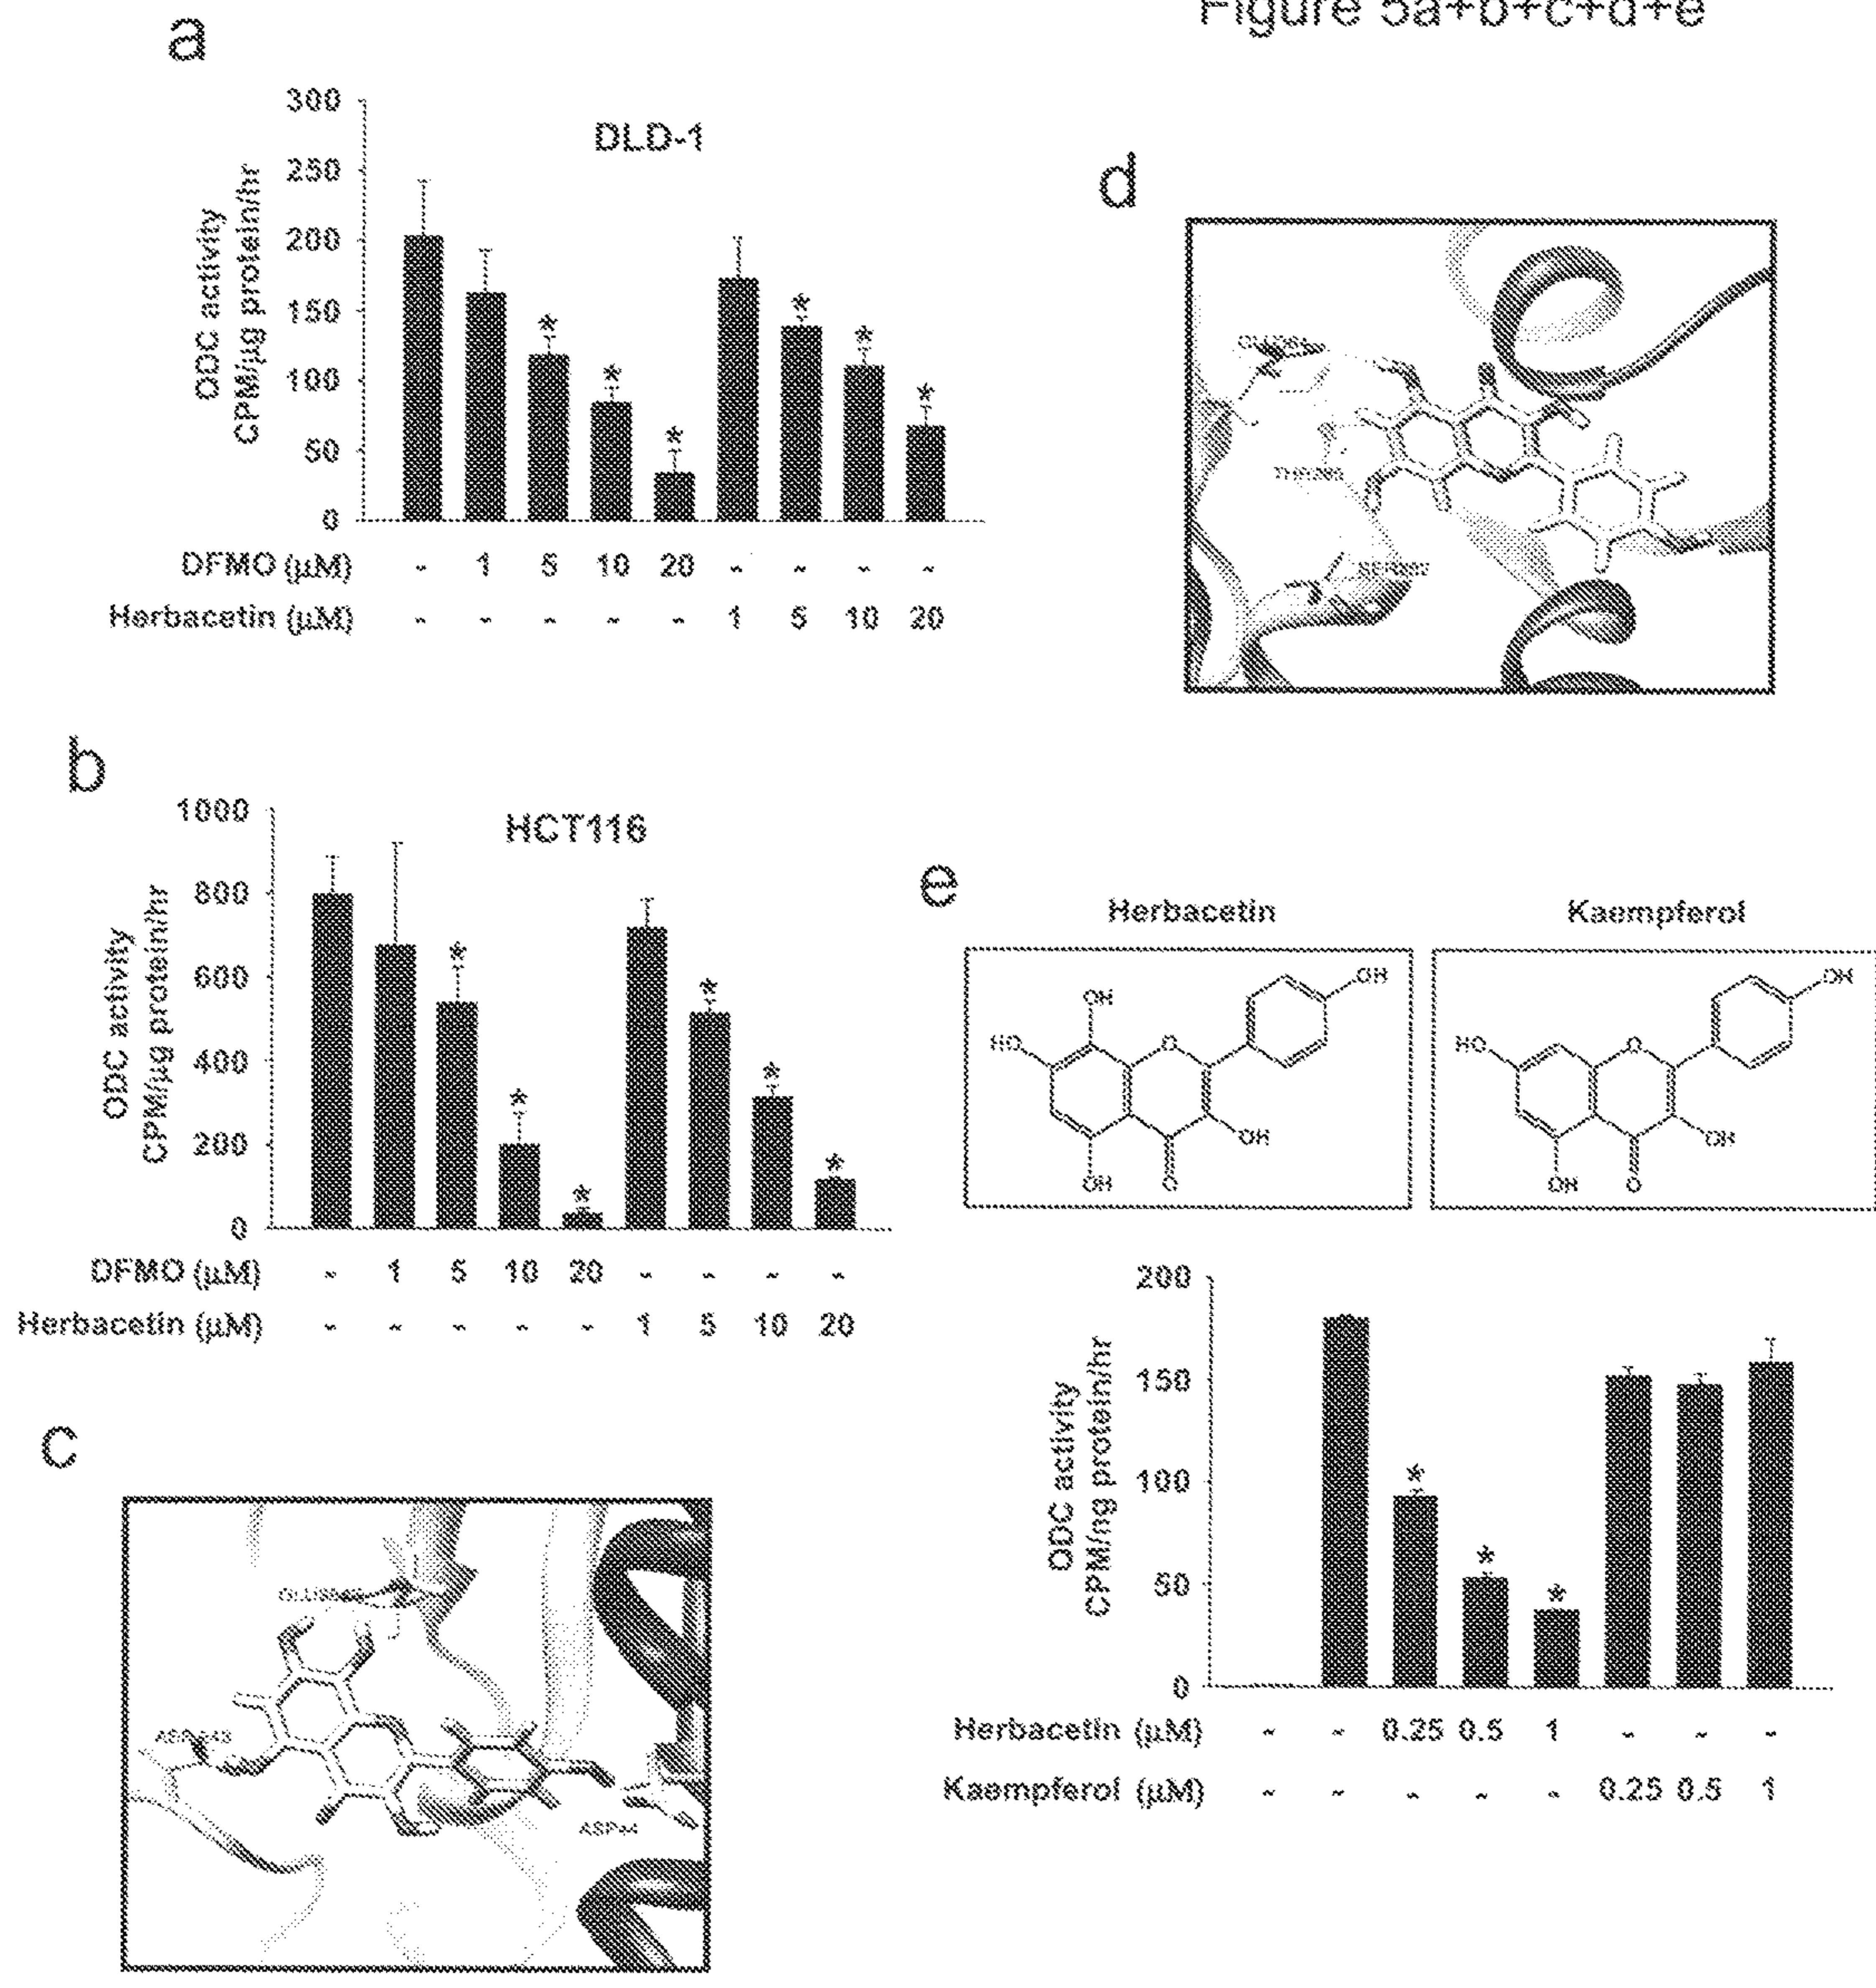 Figure 5a+b+c+d+e
a
DLD-1
300
250
200
150
100
50
0
ODC activity
CPM/μg protein/hr
DFMO (μM) - 1 5 10 20 - - - -
Herbacetin (μM) - - - - - 1 5 10 20
b
HCT116
1000
800
600
400
200
0
ODC activity
CPM/μg protein/hr
DFMO (μM) - 1 5 10 20 - - - -
Herbacetin (μM) - - - - - 1 5 10 20
c
ASP44
d
e
Herbacetin Kaempferol
OH
OH
HO
O
OH
OH
O
OH
HO
O
OH
OH
O
200
150
100
50
0
ODC activity
CPM/ng protein/hr
Herbacetin (μM) - - 0.25 0.5 1 - - -
Kaempferol (μM) - - - - - 0.25 0.5 1